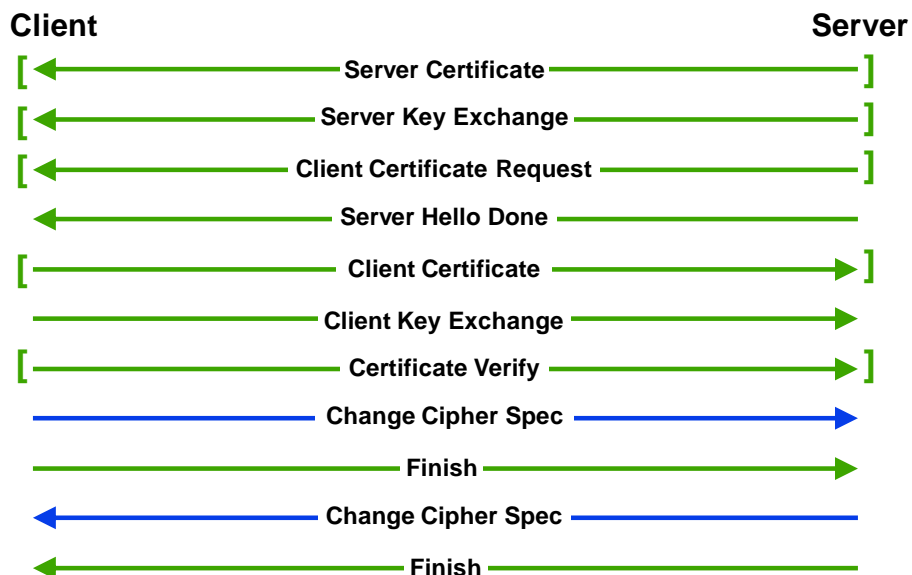 Client Server
[ Server Certificate ]
[ Server Key Exchange ]
[ Client Certificate Request ]
Server Hello Done
[ Client Certificate ]
Client Key Exchange
[ Certificate Verify ]
Change Cipher Spec
Finish
Change Cipher Spec
Finish